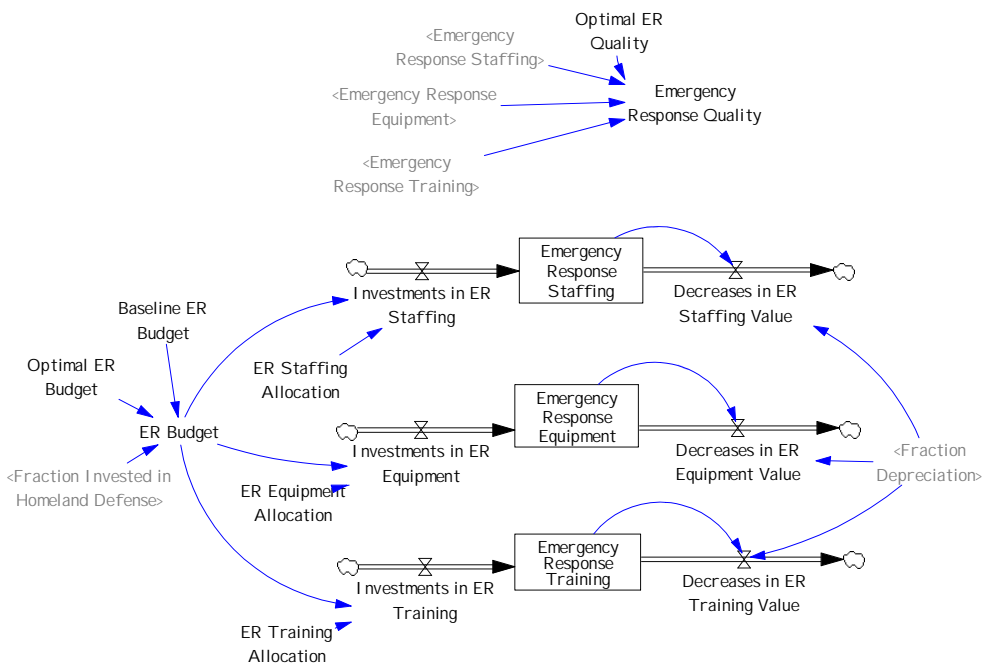 Optimal ER
Quality
<Emergency
Response Staffing>
<Emergency Response
Equipment>
Emergency
Response Quality
<Emergency
Response Training>
Emergency
Response
Staffing
Investments in ER
Staffing
Decreases in ER
Staffing Value
Baseline ER
Budget
Optimal ER
Budget
ER Staffing
Allocation
ER Budget
<Fraction Invested in
Homeland Defense>
Emergency
Response
Equipment
Investments in ER
Equipment
Decreases in ER
Equipment Value
<Fraction
Depreciation>
ER Equipment
Allocation
Emergency
Response
Training
Investments in ER
Training
Decreases in ER
Training Value
ER Training
Allocation